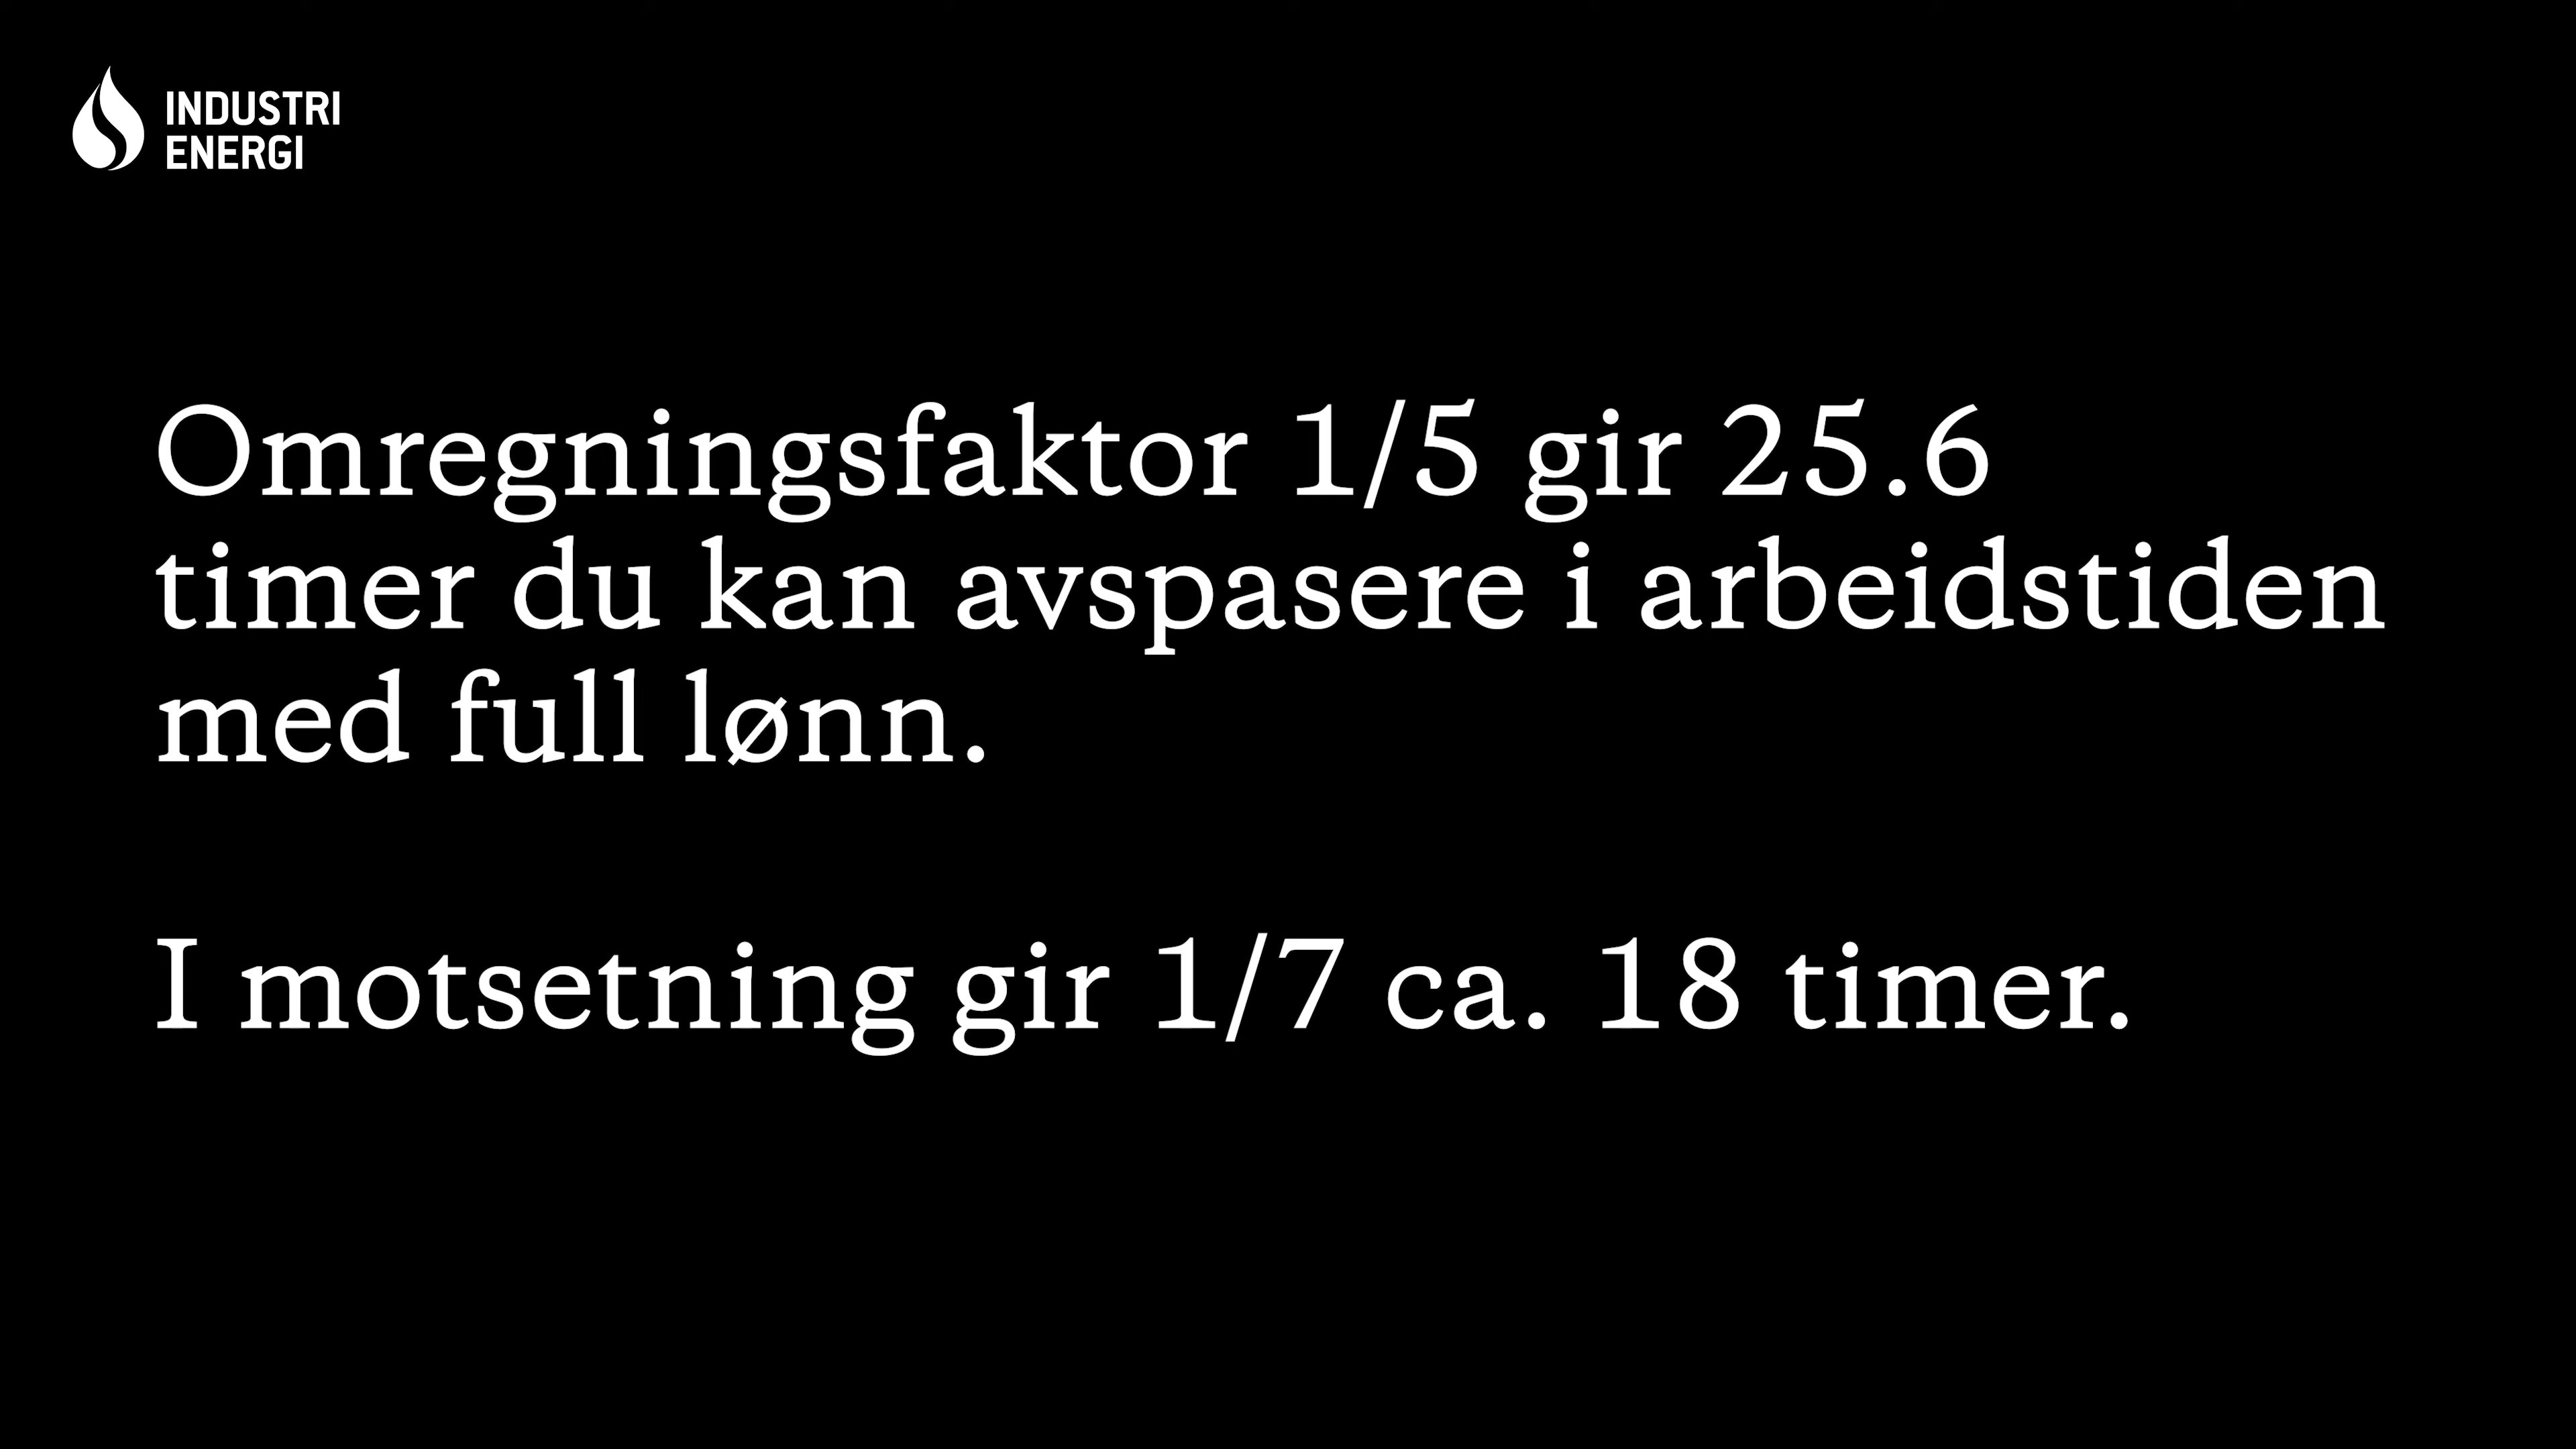 INDUSTRI
ENERGI
Omregningsfaktor 1/5 gir 25.6
timer du kan avspasere i arbeidstiden
med full lønn.
I motsetning gir 1/7 ca. 18 timer.